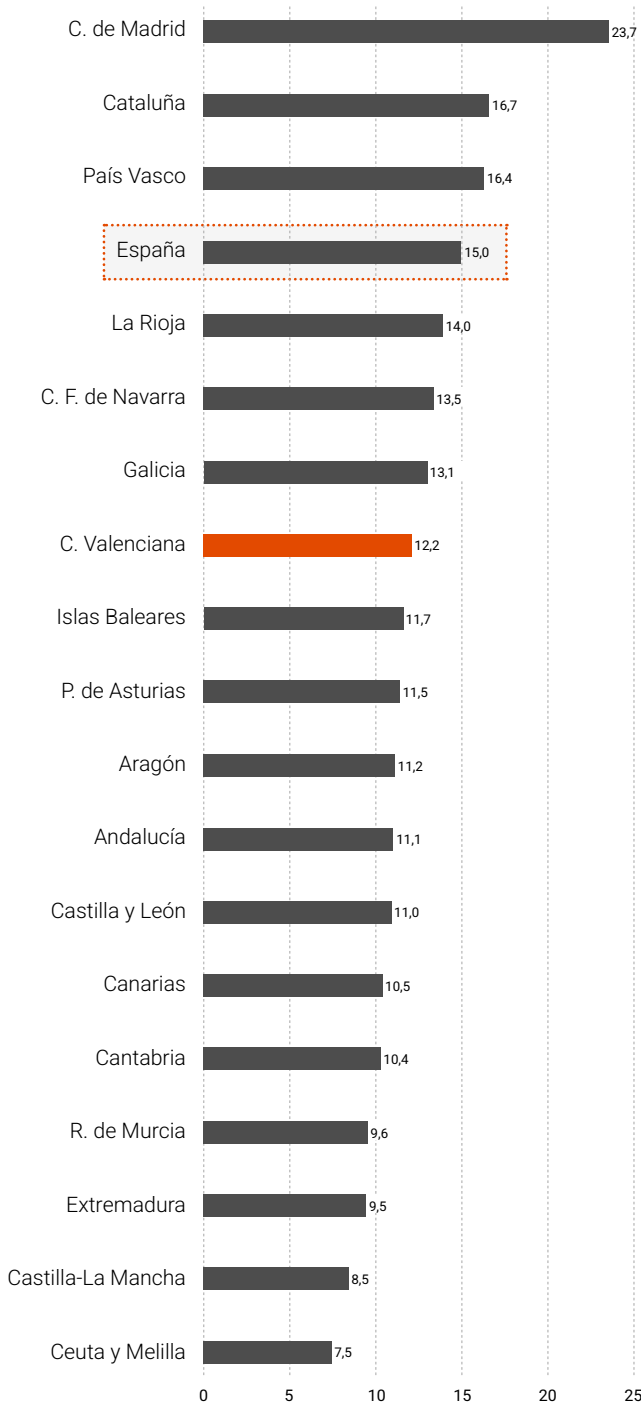 C. de Madrid 23,7
Cataluña 16,7
País Vasco 16,4
España 15,0
La Rioja 14,0
C. F. de Navarra 13,5
Galicia 13,1
C. Valenciana 12,2
Islas Baleares 11,7
P. de Asturias 11,5
Aragón 11,2
Andalucía 11,1
Castilla y León 11,0
Canarias 10,5
Cantabria 10,4
R. de Murcia 9,6
Extremadura 9,5
Castilla-La Mancha 8,5
Ceuta y Melilla 7,5
0 5 10 15 20 25